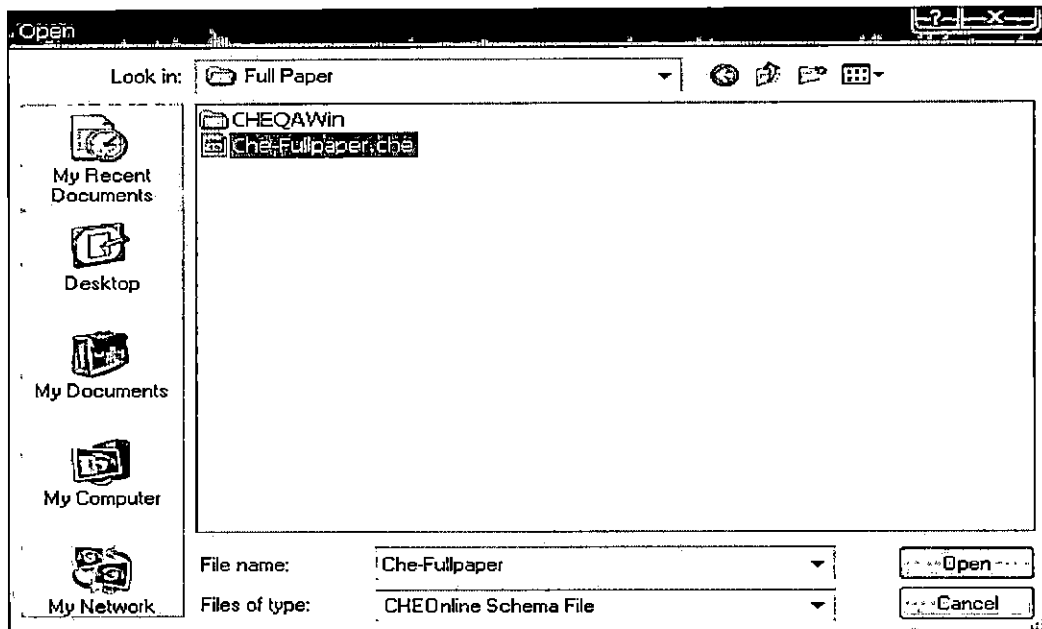 Open
Look in: Full Paper
CHEQAWin
Che-Fullpaper.che
My Recent
Documents
Desktop
My Documents
My Computer
My Network
File name: Che-Fullpaper Open
Files of type: CHEOnline Schema File Cancel